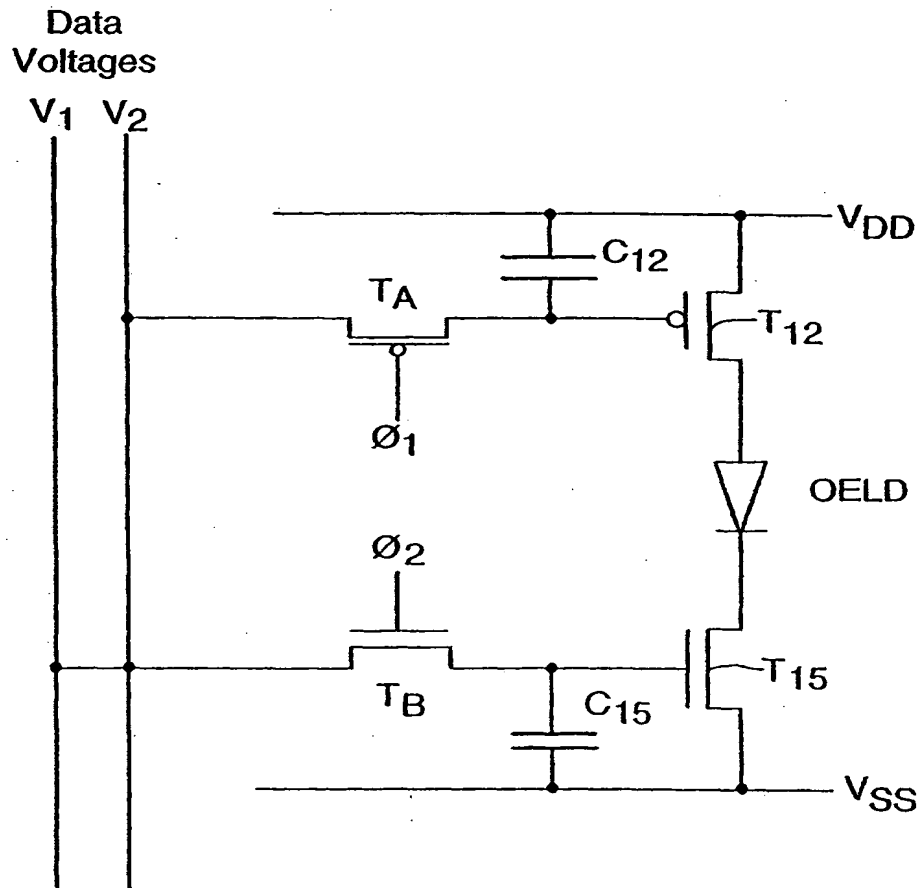 Data
Voltages
V1 V2
VDD
C12
TA
T12
Ø1
OELD
Ø2
T15
TB
C15
VSS